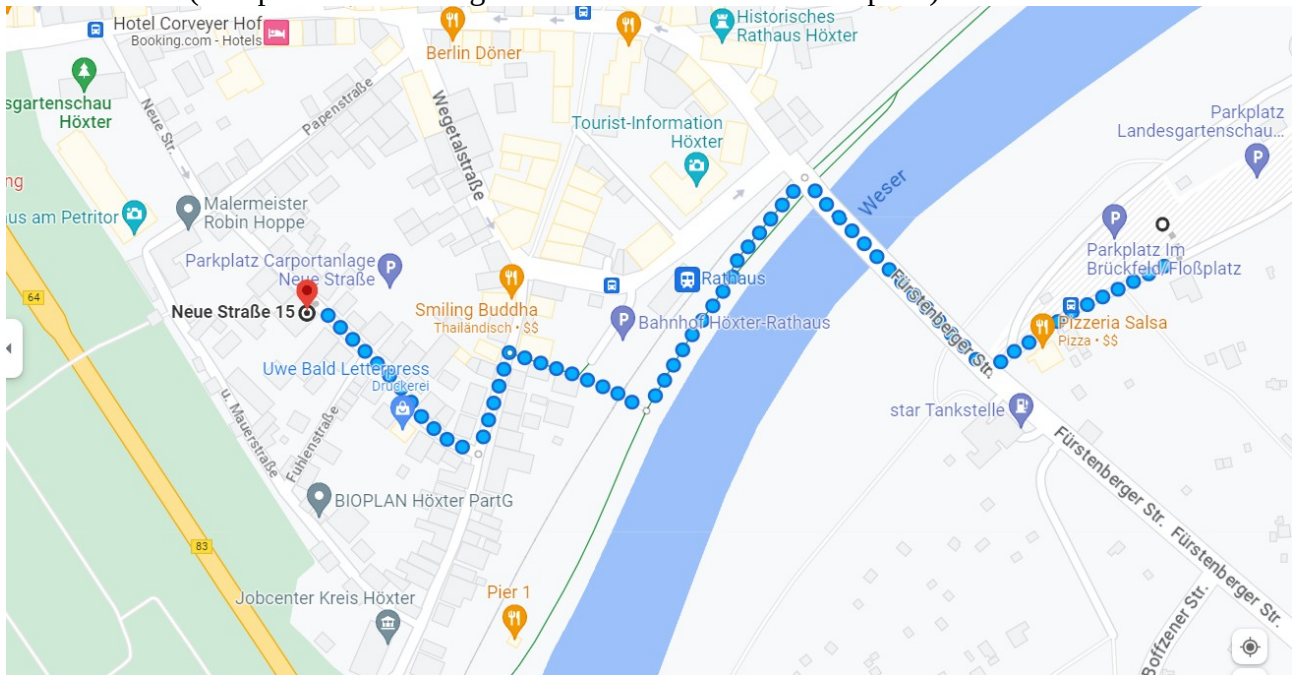 Hotel Corveyer Hof
Booking.com - Hotels
Berlin Döner
Historisches
Rathaus Höxter
sgartenschau
Höxter
Neue Str.
Papenstraße
Wegetalstraße
Tourist-Information
Höxter
Parkplatz
Landesgartenschau...
P
ng
aus am Petritor
Malermeister
Robin Hoppe
Weser
P
Parkplatz Im
Brückfeld/Floßplatz
Parkplatz Carportanlage
Neue Straße
P
64
Neue Straße 15
Smiling Buddha
Thailändisch • $$
Rathaus
P
Bahnhof Höxter-Rathaus
Fürstenberger Str.
Pizzeria Salsa
Pizza • $$
Uwe Bald Letterpress
Druckerei
star Tankstelle
u. Mauerstraße
Fuhlenstraße
Fürstenberger Str.
Fürstenberger Str.
BIOPLAN Höxter PartG
83
Jobcenter Kreis Höxter
Pier 1
Boffzener Str.